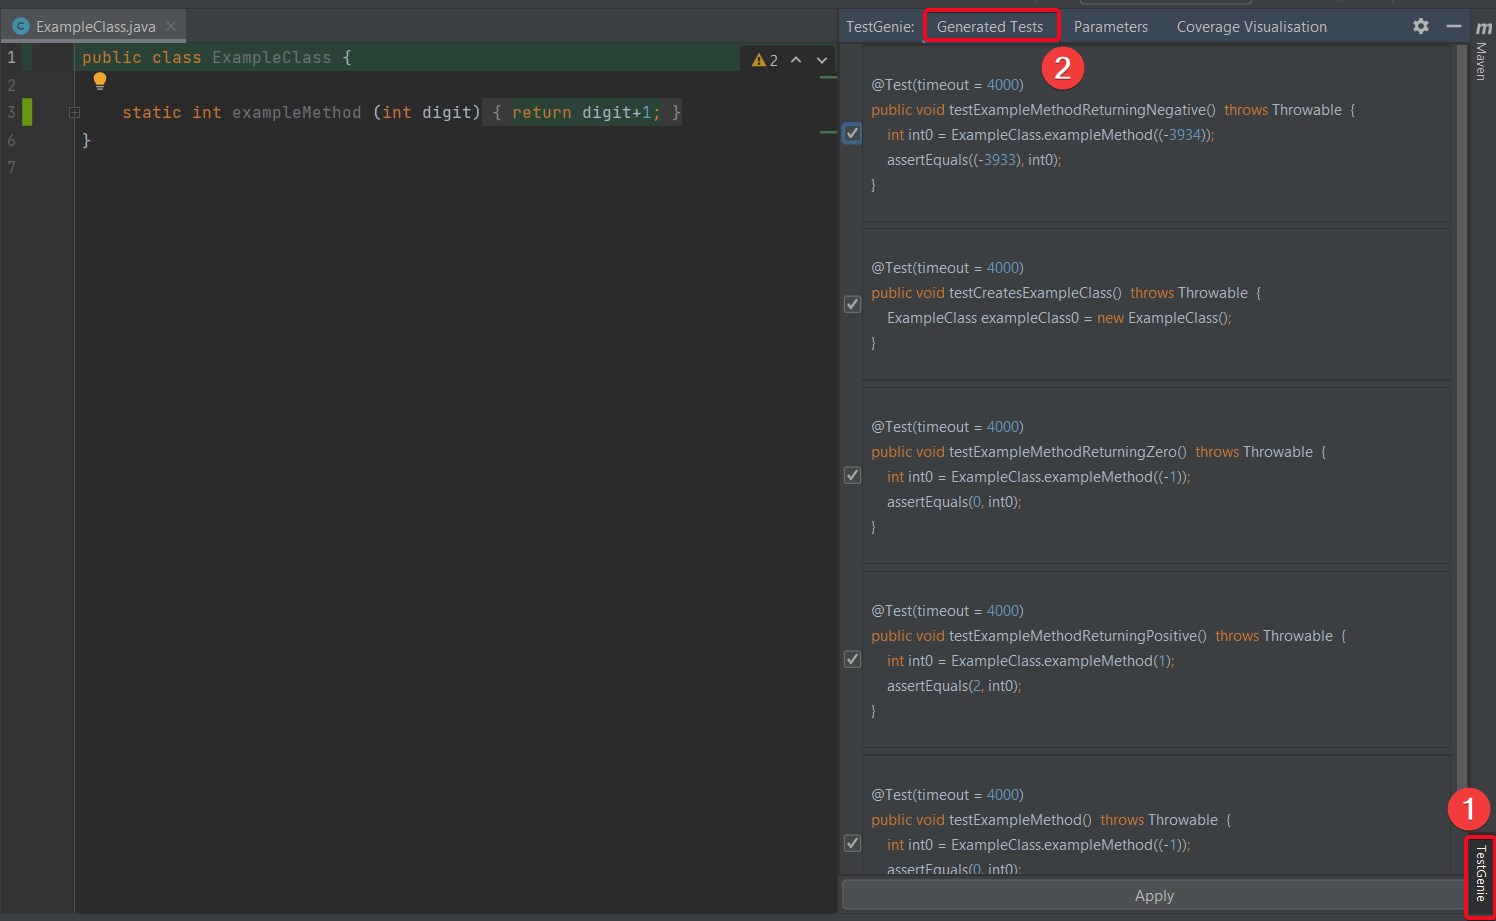 ExampleClass.java
1 public class ExampleClass {
2
3 static int exampleMethod (int digit) { return digit+1; }
6 }
7
2
TestGenie: Generated Tests Parameters Coverage Visualisation
2
@Test(timeout = 4000)
public void testExampleMethodReturningNegative() throws Throwable {
int int0 = ExampleClass.exampleMethod((-3934));
assertEquals((-3933), int0);
}
@Test(timeout = 4000)
public void testCreatesExampleClass() throws Throwable {
ExampleClass exampleClass0 = new ExampleClass();
}
@Test(timeout = 4000)
public void testExampleMethodReturningZero() throws Throwable {
int int0 = ExampleClass.exampleMethod((-1));
assertEquals(0, int0);
}
@Test(timeout = 4000)
public void testExampleMethodReturningPositive() throws Throwable {
int int0 = ExampleClass.exampleMethod(1);
assertEquals(2, int0);
}
@Test(timeout = 4000)
public void testExampleMethod() throws Throwable {
int int0 = ExampleClass.exampleMethod((-1));
assertEquals(0, int0);
Apply
m
Maven
1
TestGenie